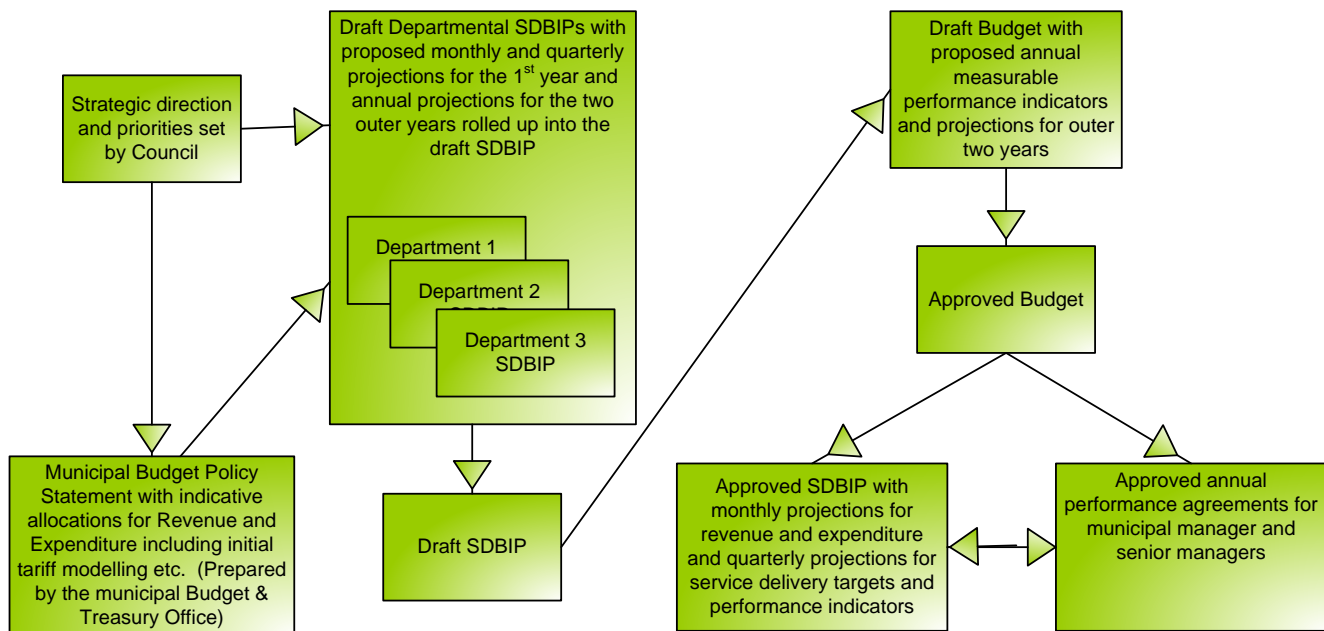 Strategic direction
and priorities set
by Council
Municipal Budget Policy
Statement with indicative
allocations for Revenue and
Expenditure including initial
tariff modelling etc. (Prepared
by the municipal Budget &
Treasury Office)
Draft Departmental SDBIPs with
proposed monthly and quarterly
projections for the 1st year and
annual projections for the two
outer years rolled up into the
draft SDBIP
Department 1
Department 2
SDBIP
Department 3
SDBIP
Draft SDBIP
Draft Budget with
proposed annual
measurable
performance indicators
and projections for outer
two years
Approved Budget
Approved SDBIP with
monthly projections for
revenue and expenditure
and quarterly projections for
service delivery targets and
performance indicators
Approved annual
performance agreements for
municipal manager and
senior managers